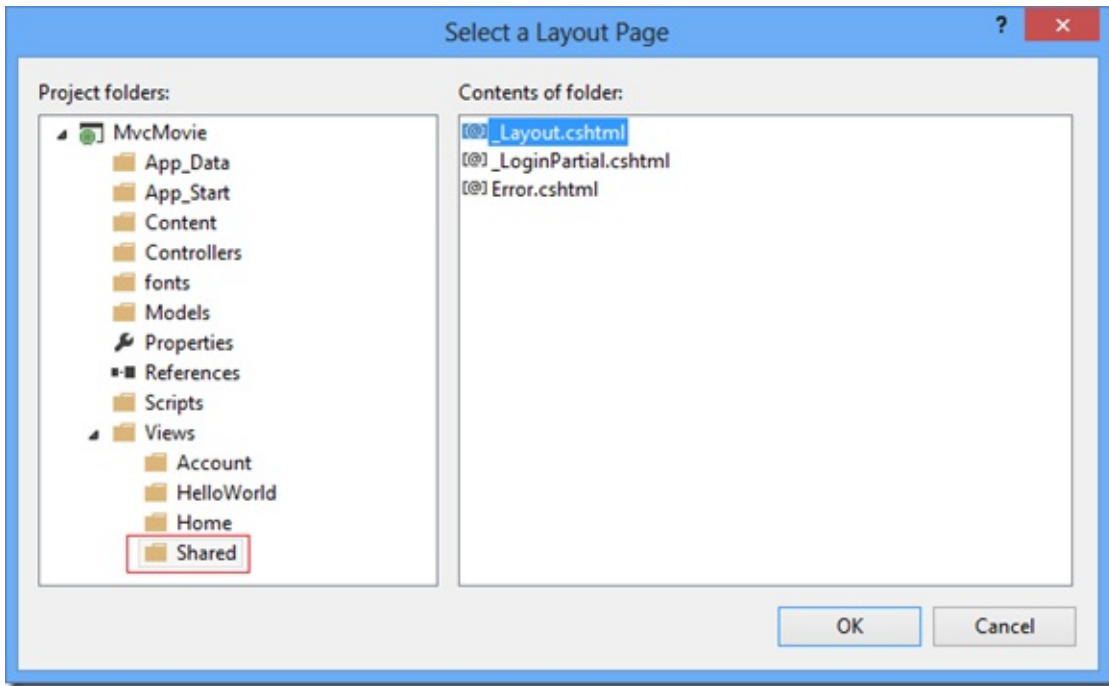 Select a Layout Page
?
Project folders:
Contents of folder:
MvcMovie
App_Data
App_Start
Content
Controllers
fonts
Models
Properties
References
Scripts
Views
Account
HelloWorld
Home
Shared
[@] _Layout.cshtml
[@] _LoginPartial.cshtml
[@] Error.cshtml
OK
Cancel